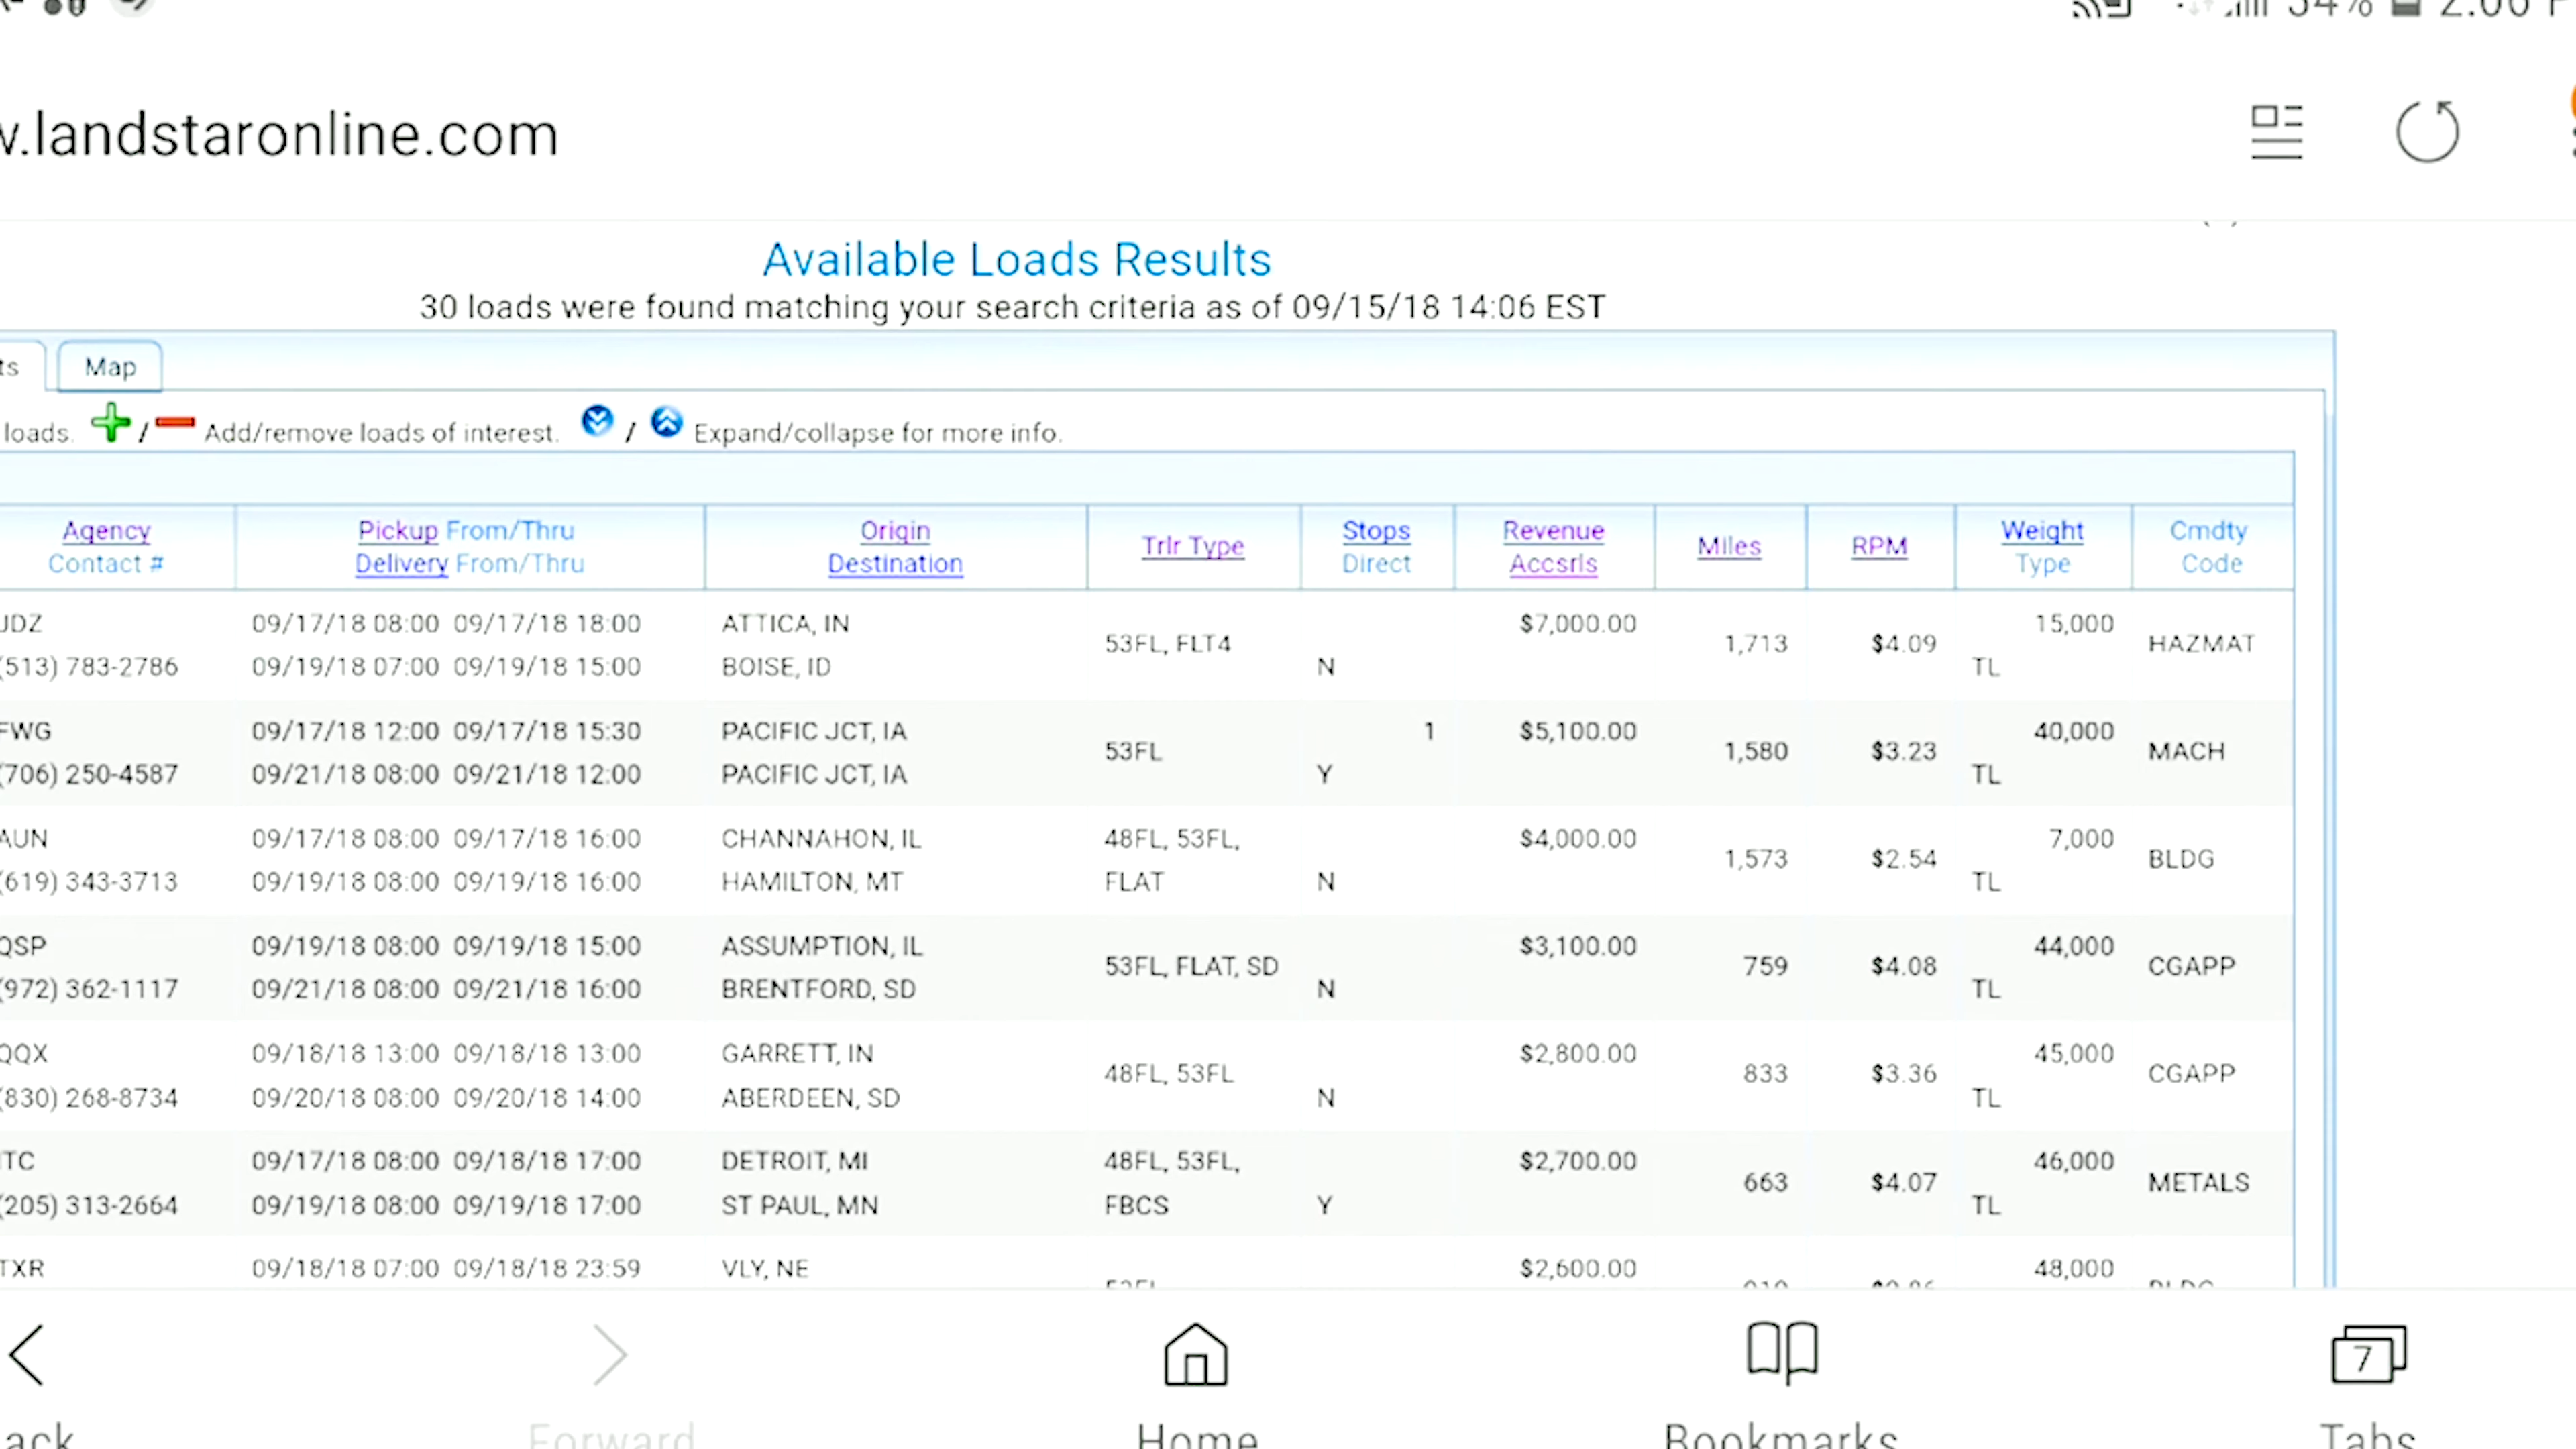 landstaronline.com
Available Loads Results
30 loads were found matching your search criteria as of 09/15/18 14:06 EST
Map
loads. / Add/remove loads of interest. / Expand/collapse for more info.
Agency Contact # Pickup From/Thru Delivery From/Thru Origin Destination Trlr Type Stops Direct Revenue Accsrls Miles RPM Weight Type Cmdty Code
JDZ 09/17/18 08:00 09/17/18 18:00 ATTICA, IN 53FL, FLT4 $7,000.00 1,713 $4.09 15,000 HAZMAT
(513) 783-2786 09/19/18 07:00 09/19/18 15:00 BOISE, ID N TL
FWG 09/17/18 12:00 09/17/18 15:30 PACIFIC JCT, IA 53FL 1 $5,100.00 1,580 $3.23 40,000 MACH
(706) 250-4587 09/21/18 08:00 09/21/18 12:00 PACIFIC JCT, IA Y TL
AUN 09/17/18 08:00 09/17/18 16:00 CHANNAHON, IL 48FL, 53FL, $4,000.00 1,573 $2.54 7,000 BLDG
(619) 343-3713 09/19/18 08:00 09/19/18 16:00 HAMILTON, MT FLAT N TL
QSP 09/19/18 08:00 09/19/18 15:00 ASSUMPTION, IL 53FL, FLAT, SD $3,100.00 759 $4.08 44,000 CGAPP
(972) 362-1117 09/21/18 08:00 09/21/18 16:00 BRENTFORD, SD N TL
QQX 09/18/18 13:00 09/18/18 13:00 GARRETT, IN 48FL, 53FL $2,800.00 833 $3.36 45,000 CGAPP
(830) 268-8734 09/20/18 08:00 09/20/18 14:00 ABERDEEN, SD N TL
TC 09/17/18 08:00 09/18/18 17:00 DETROIT, MI 48FL, 53FL, $2,700.00 663 $4.07 46,000 METALS
(205) 313-2664 09/19/18 08:00 09/19/18 17:00 ST PAUL, MN FBCS Y TL
TXR 09/18/18 07:00 09/18/18 23:59 VLY, NE $2,600.00 48,000
7
Forward Home Bookmarks Tabs